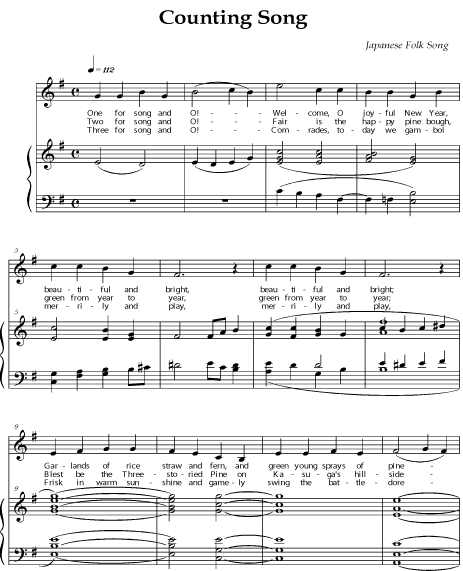 Counting Song
Japanese Folk Song
= 112
One for song and O! - - - Wel - come, O joy - ful New Year,
Two for song and O! - - - Fair is the hap - py pine bough,
Three for song and O! - - - Com - rades, to - day we gam - bol
5
beau - ti - ful and bright, beau - ti - ful and bright;
green from year to year, green from year to year;
mer - ri - ly and play, mer - ri - ly and play,
5
9
Gar - lands of rice straw and fern, and green young sprays of pine -
Blest be the Three - sto - ried Pine on Ka - su - ga's hill - side -
Frisk in warm sun - shine and game - ly swing the bat - tle - dore -
9